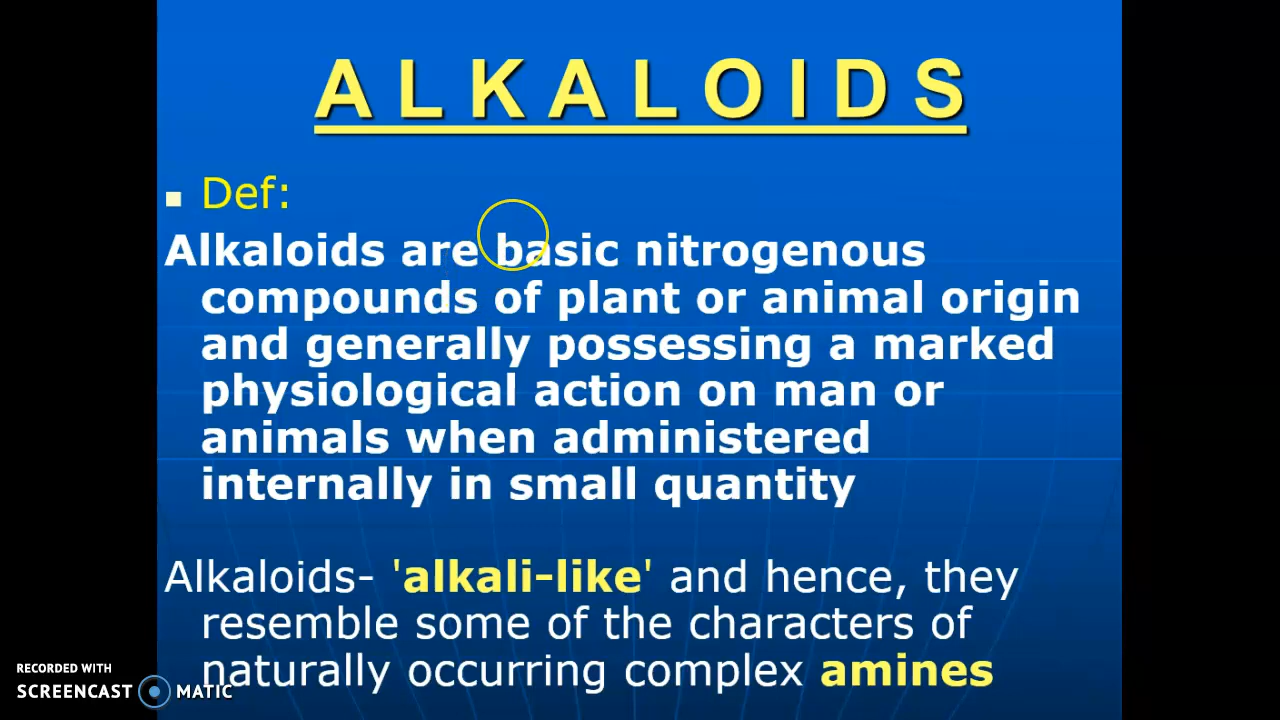 A L K A L O I D S
Def:
Alkaloids are basic nitrogenous
compounds of plant or animal origin
and generally possessing a marked
physiological action on man or
animals when administered
internally in small quantity
Alkaloids- 'alkali-like' and hence, they
resemble some of the characters of
naturally occurring complex amines
RECORDED WITH
SCREENCAST MATIC